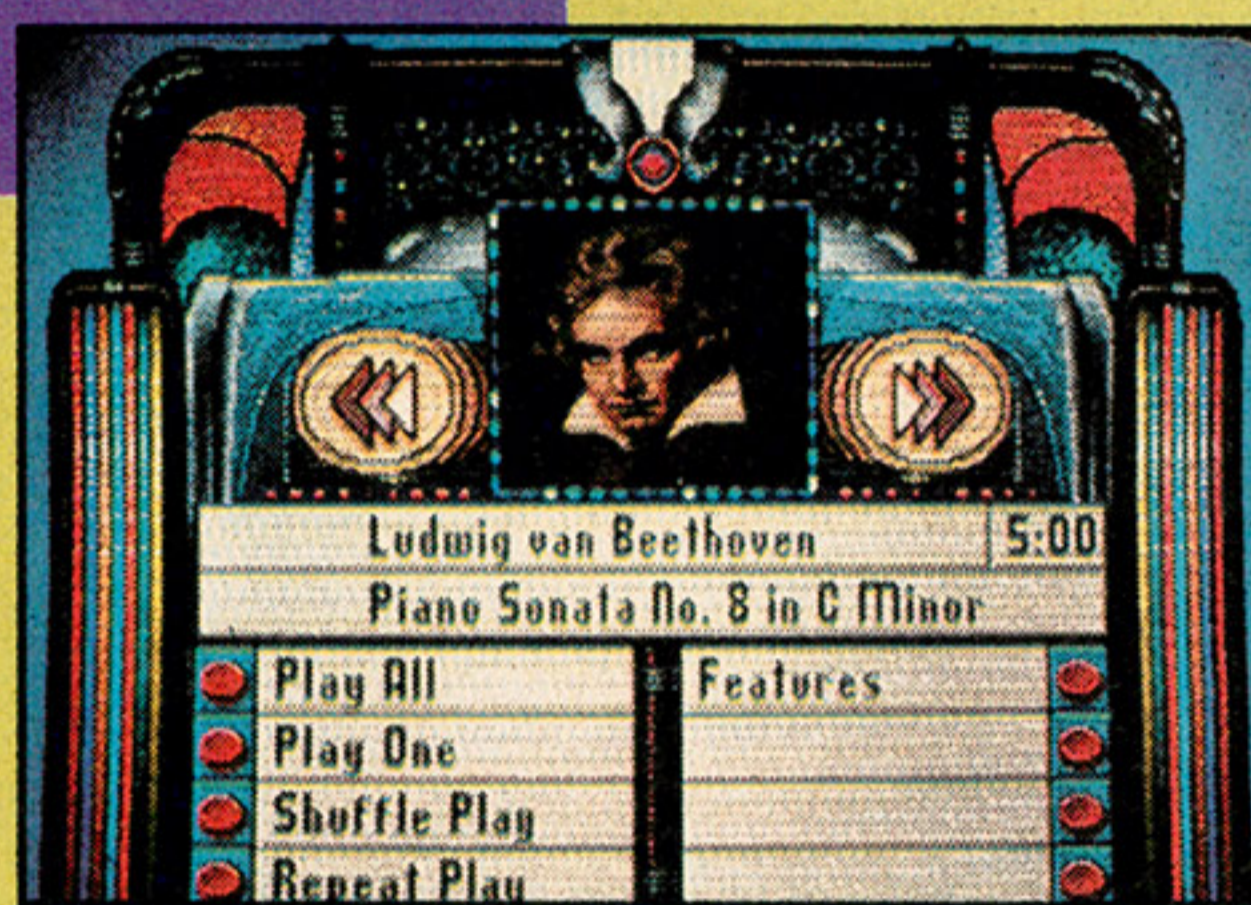 Ludwig van Beethoven 5:00
Piano Sonata No. 8 in C Minor
Play All Features
Play One
Shuffle Play
Repeat Play